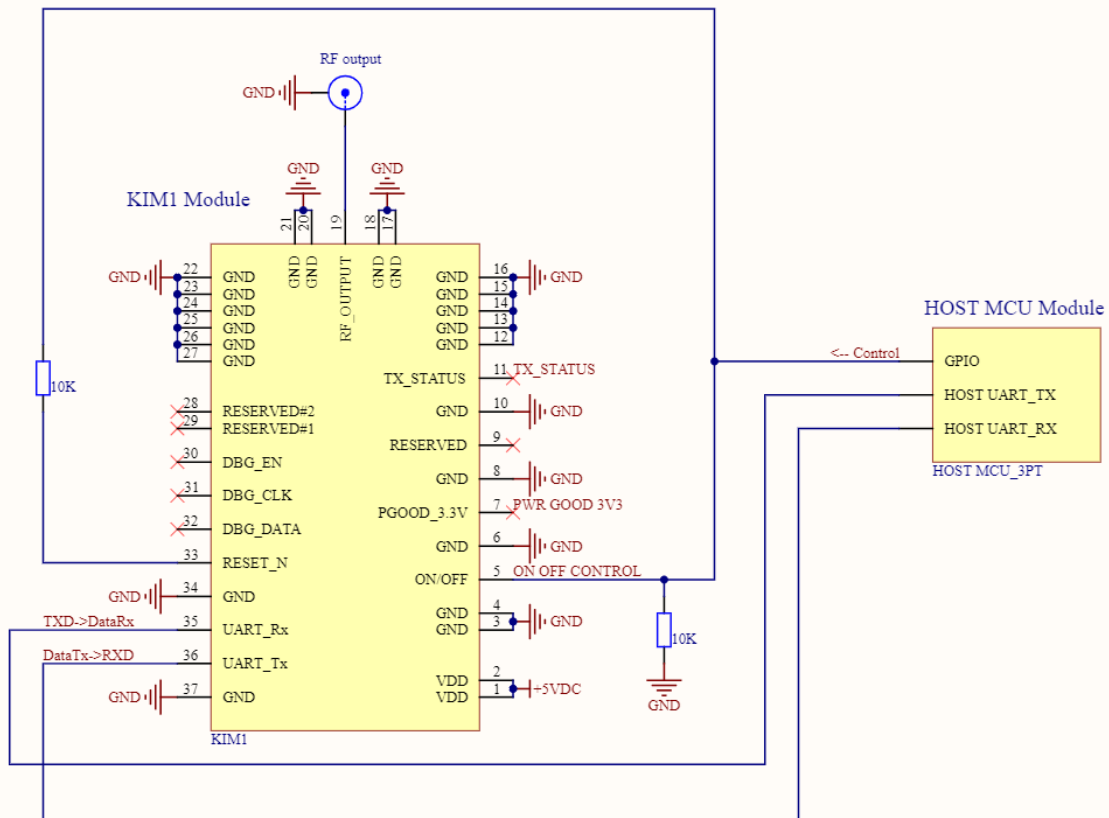 RF output
GND
GND
GND
KIM1 Module
21
20
19
18
17
GND
GND
RF_OUTPUT
GND
GND
GND
22
GND
23
GND
24
GND
25
GND
26
GND
27
GND
GND
16
GND
GND
15
GND
14
GND
13
GND
12
HOST MCU Module
<-- Control
GPIO
10K
TX_STATUS
11
TX_STATUS
HOST UART_TX
28
RESERVED#2
GND
10
GND
29
RESERVED#1
HOST UART_RX
RESERVED
9
30
DBG_EN
HOST MCU_3PT
GND
8
GND
31
DBG_CLK
PGOOD_3.3V
7
PWR GOOD 3V3
32
DBG_DATA
GND
6
GND
33
RESET_N
ON/OFF
5
ON OFF CONTROL
GND
34
GND
GND
4
GND
3
GND
TXD->DataRx
35
UART_Rx
10K
DataTx->RXD
36
UART_Tx
VDD
2
VDD
1
+5VDC
GND
GND
37
GND
KIM1